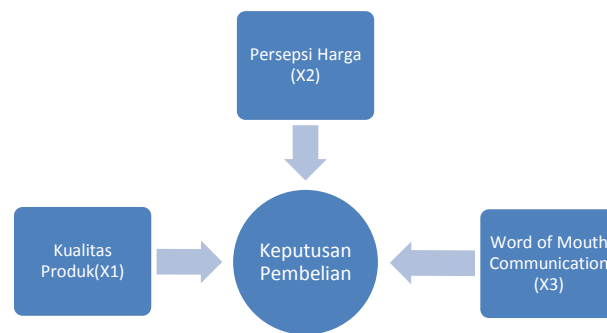 Persepsi Harga
(X2)
Kualitas
Produk(X1)
Keputusan
Pembelian
Word of Mouth
Communication
(X3)